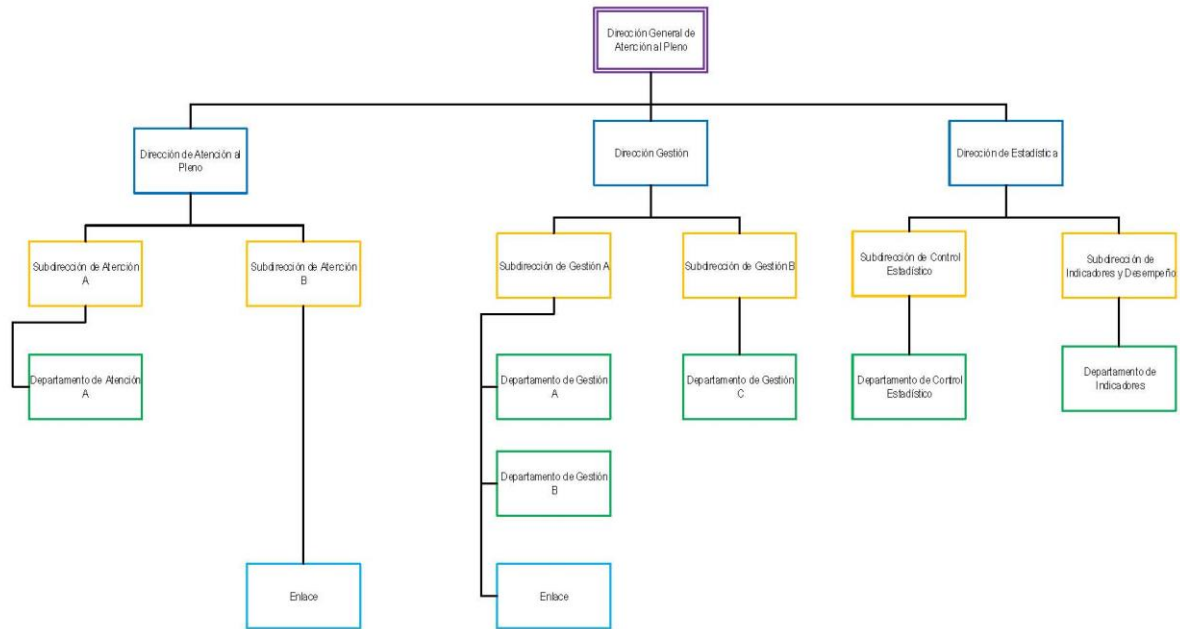 Dirección General de
Atención al Pleno
Dirección de Atención al
Pleno
Dirección Gestión
Dirección de Estadística
Subdirección de Atención
A
Subdirección de Atención
B
Subdirección de Gestión A
Subdirección de Gestión B
Subdirección de Control
Estadístico
Subdirección de
Indicadores y Desempeño
Departamento de Atención
A
Departamento de Gestión
A
Departamento de Gestión
C
Departamento de Control
Estadístico
Departamento de
Indicadores
Departamento de Gestión
B
Enlace
Enlace